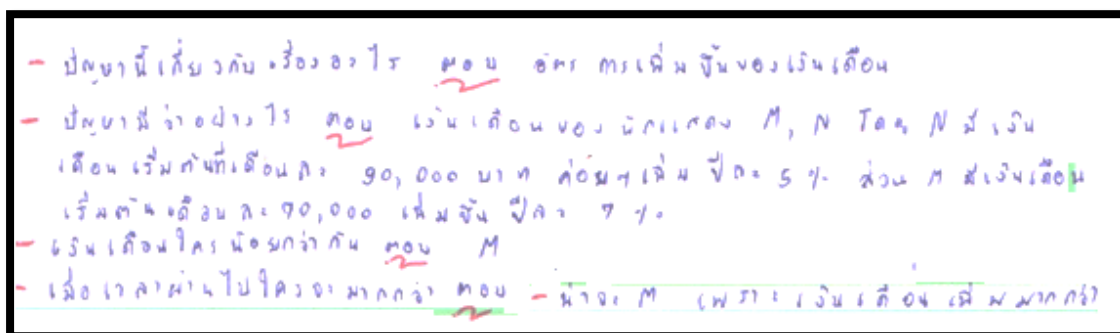 - ปัญหานี้เกี่ยวกับเรื่องอะไร ตอบ อัตราการเพิ่มขึ้นของเงินเดือน
- ปัญหามีว่าอย่างไร ตอบ เงินเดือนของนักแสดง M, N โดย N มีเงิน
เดือนเริ่มต้นที่เดือนละ 90,000 บาท ค่อยๆเพิ่ม ปีละ 5 % ส่วน M มีเงินเดือน
เริ่มต้นเดือนละ 70,000 เพิ่มขึ้น ปีละ 7 %
- เงินเดือนใครน้อยกว่ากัน ตอบ M
- เมื่อเวลาผ่านไปใครจะมากกว่า ตอบ - น่าจะ M เพราะ เงินเดือนเพิ่มมากกว่า